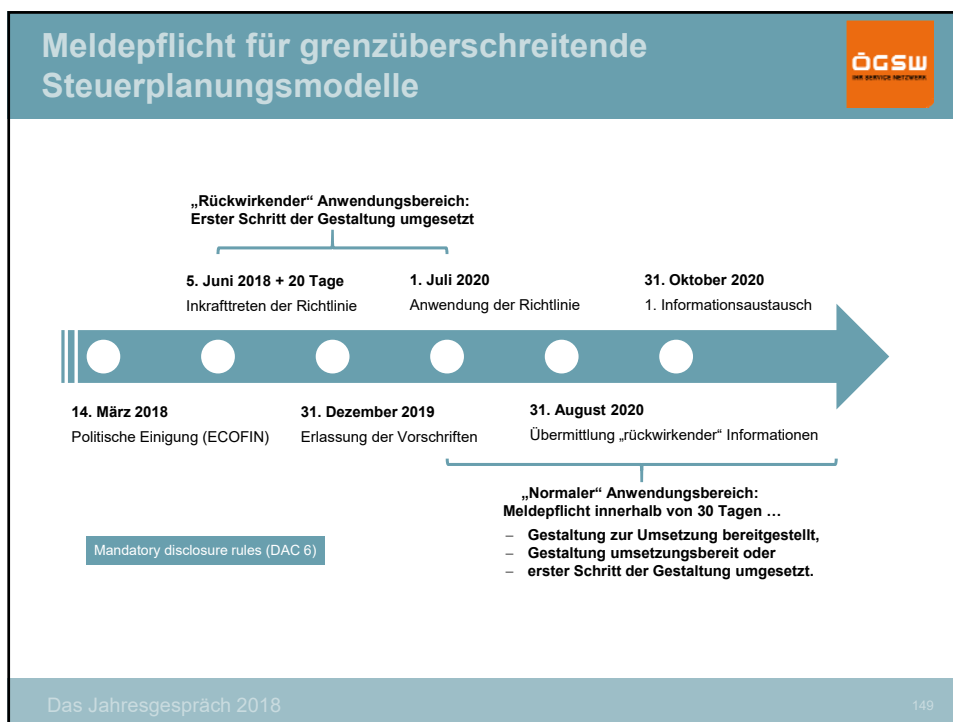 Meldepflicht für grenzüberschreitende
Steuerplanungsmodelle
ÖGSW
IHR SERVICE NETZWERK
„Rückwirkender“ Anwendungsbereich:
Erster Schritt der Gestaltung umgesetzt
5. Juni 2018 + 20 Tage
Inkrafttreten der Richtlinie
1. Juli 2020
Anwendung der Richtlinie
31. Oktober 2020
1. Informationsaustausch
14. März 2018
Politische Einigung (ECOFIN)
31. Dezember 2019
Erlassung der Vorschriften
31. August 2020
Übermittlung „rückwirkender“ Informationen
„Normaler“ Anwendungsbereich:
Meldepflicht innerhalb von 30 Tagen …
– Gestaltung zur Umsetzung bereitgestellt,
– Gestaltung umsetzungsbereit oder
– erster Schritt der Gestaltung umgesetzt.
Mandatory disclosure rules (DAC 6)
Das Jahresgespräch 2018
149